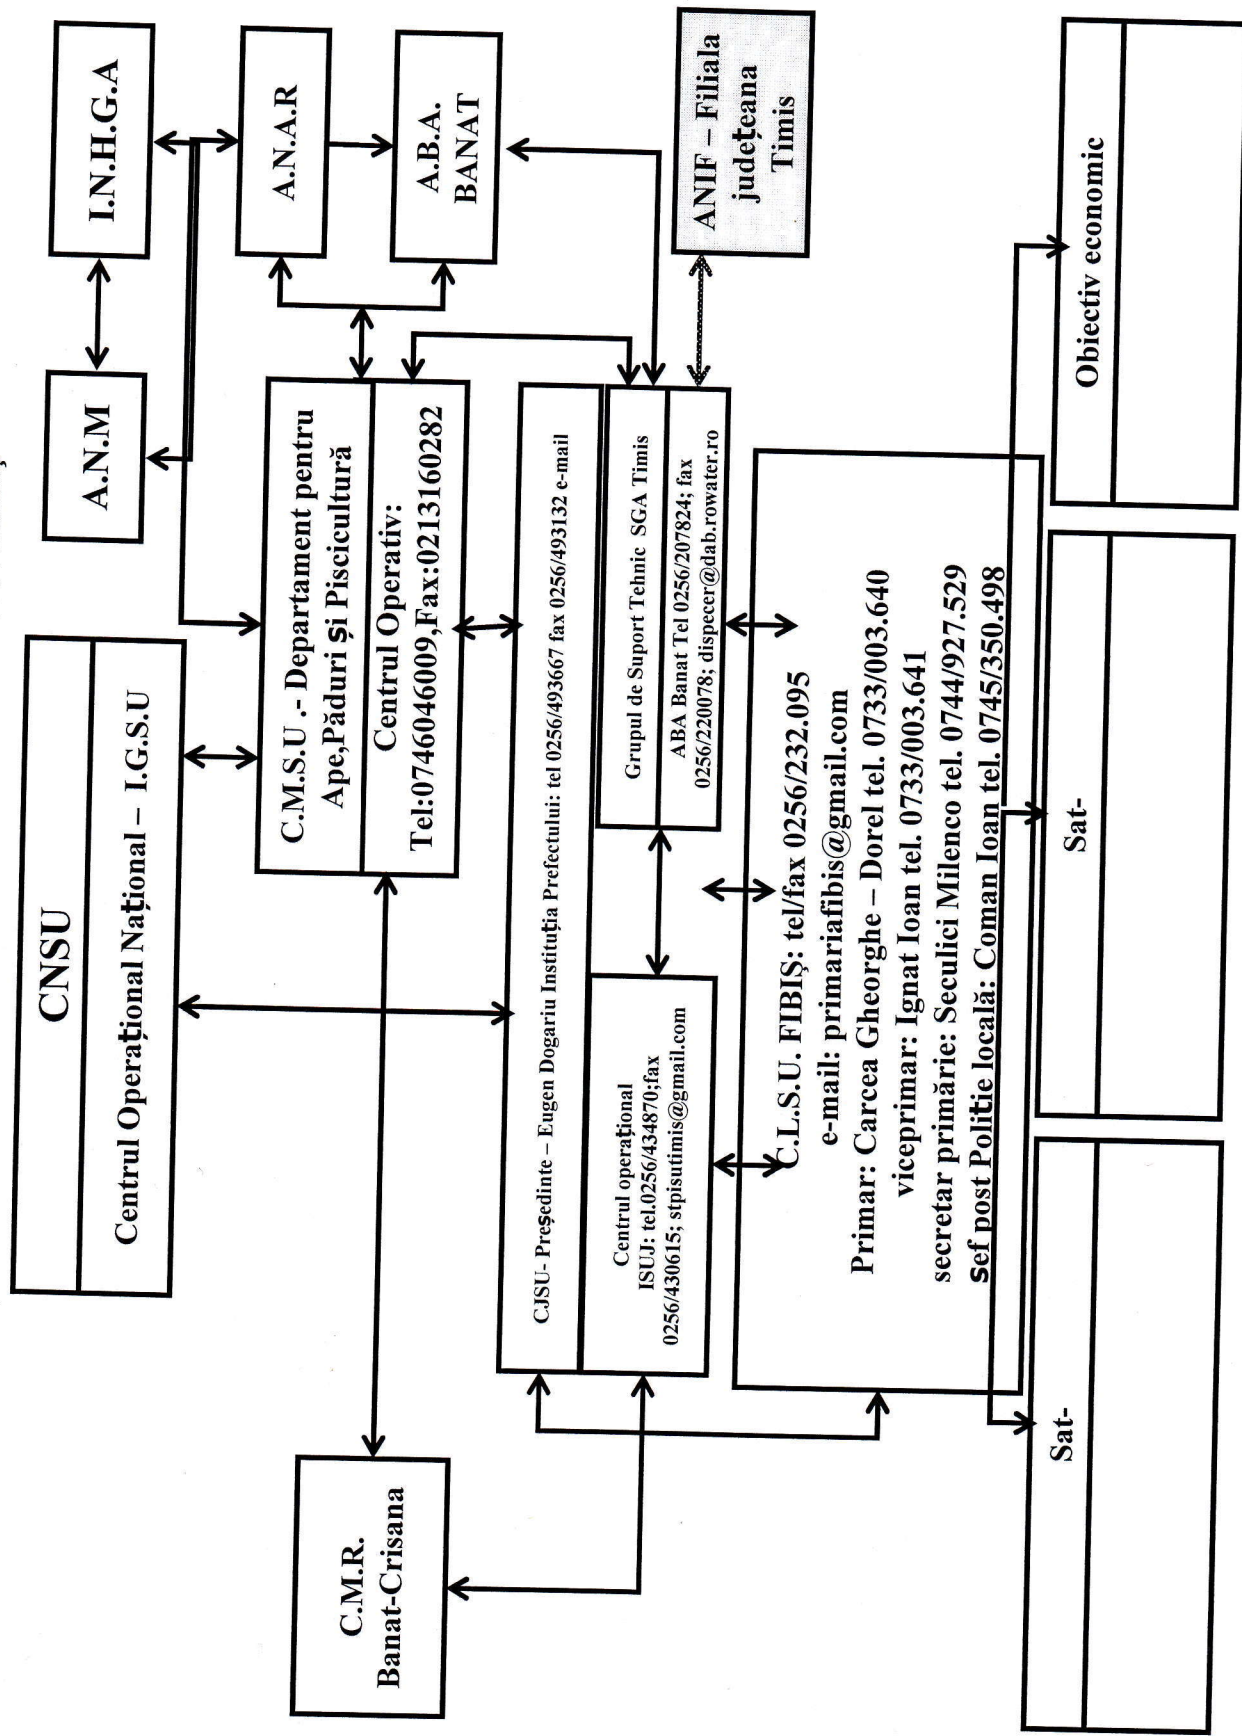 CNSU
Centrul Operațional Național – I.G.S.U
A.N.M
I.N.H.G.A
A.N.A.R
A.B.A.
BANAT
C.M.S.U .- Departament pentru
Ape,Păduri și Piscicultură
Centrul Operativ:
Tel:0746046009,Fax:0213160282
C.M.R.
Banat-Crisana
CJSU- Președinte – Eugen Dogariu Instituția Prefectului: tel 0256/493667 fax 0256/493132 e-mail
Centrul operațional
ISUJ: tel.0256/434870;fax
0256/430615; stpisutimis@gmail.com
Grupul de Suport Tehnic SGA Timis
ABA Banat Tel 0256/207824; fax
0256/220078; dispecer@dab.rowater.ro
ANIF – Filiala
județeana
Timis
C.L.S.U. FIBIȘ: tel/fax 0256/232.095
e-mail: primariafibis@gmail.com
Primar: Carcea Gheorghe – Dorel tel. 0733/003.640
viceprimar: Ignat Ioan tel. 0733/003.641
secretar primărie: Seculici Milenco tel. 0744/927.529
șef post Poliție locală: Coman Ioan tel. 0745/350.498
Sat-
Sat-
Obiectiv economic